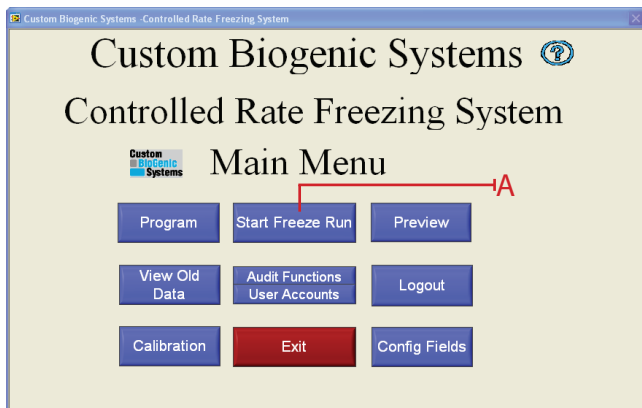 Custom Biogenic Systems -Controlled Rate Freezing System
Custom Biogenic Systems ?
Controlled Rate Freezing System
Custom
BioGenic
Systems
Main Menu
A
Program
Start Freeze Run
Preview
View Old
Data
Audit Functions
User Accounts
Logout
Calibration
Exit
Config Fields